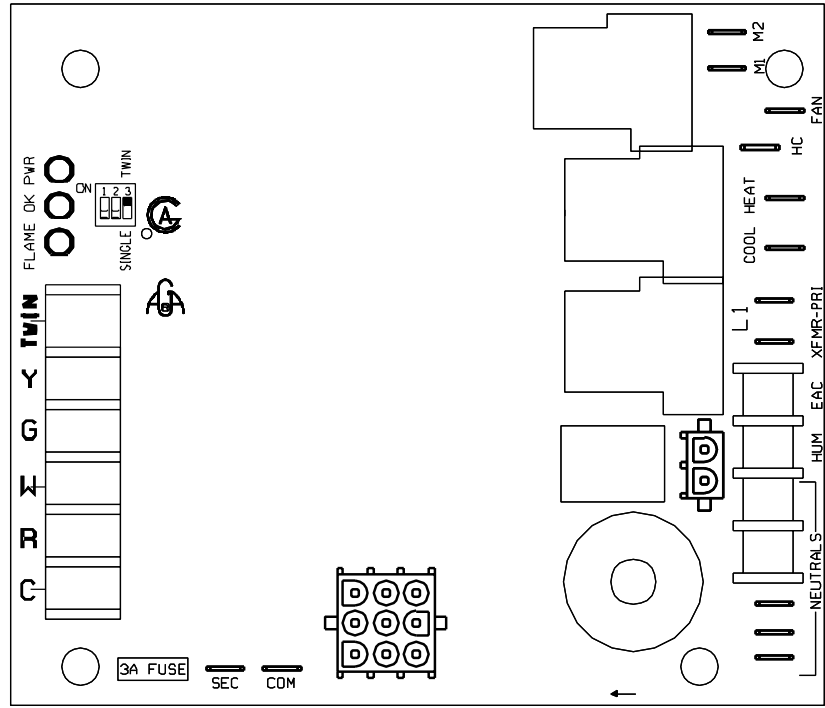 M2
M1
FAN
HC
HEAT
COOL
L1
XFMR-PRI
EAC
HUM
NEUTRALS
PWR
OK
FLAME
ON
1 2 3
TWIN
SINGLE
A
TWIN
Y
G
W
R
C
3A FUSE
SEC
COM